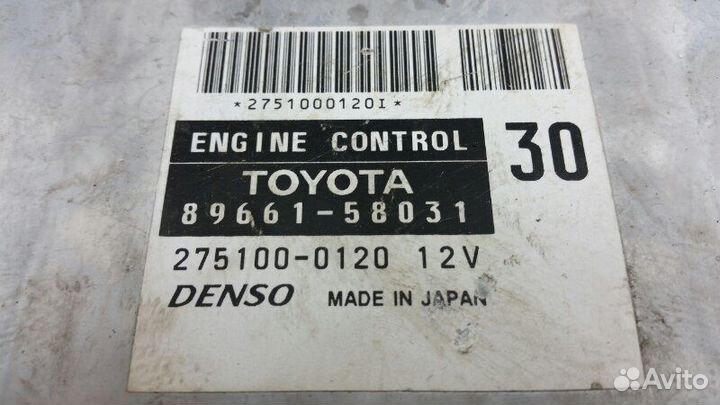 *2751000120I*
ENGINE CONTROL
30
TOYOTA
89661-58031
275100-0120 12V
DENSO MADE IN JAPAN
Avito